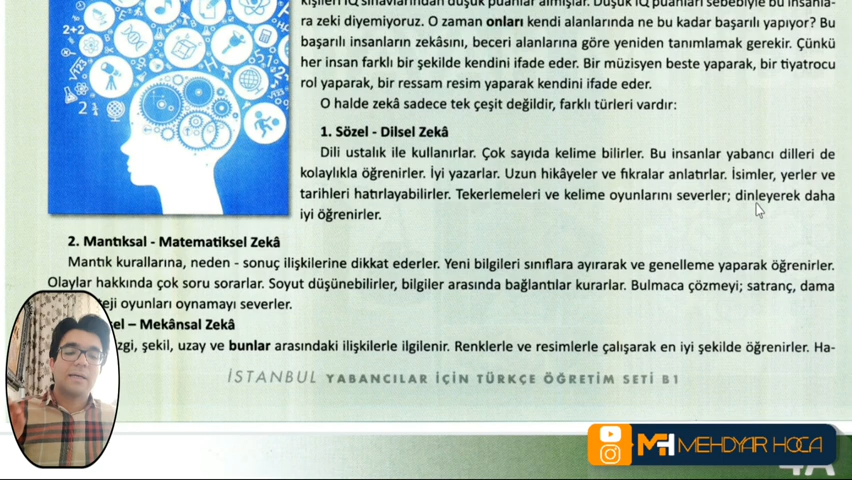 kişileri IQ sınavlarından düşük puanlar almışlar. Düşük IQ puanları sebebiyle bu insanla-
ra zeki diyemiyoruz. O zaman onları kendi alanlarında ne bu kadar başarılı yapıyor? Bu
başarılı insanların zekâsını, beceri alanlarına göre yeniden tanımlamak gerekir. Çünkü
her insan farklı bir şekilde kendini ifade eder. Bir müzisyen beste yaparak, bir tiyatrocu
rol yaparak, bir ressam resim yaparak kendini ifade eder.
O halde zekâ sadece tek çeşit değildir, farklı türleri vardır:
1. Sözel - Dilsel Zekâ
Dili ustalık ile kullanırlar. Çok sayıda kelime bilirler. Bu insanlar yabancı dilleri de
kolaylıkla öğrenirler. İyi yazarlar. Uzun hikâyeler ve fıkralar anlatırlar. İsimler, yerler ve
tarihleri hatırlayabilirler. Tekerlemeleri ve kelime oyunlarını severler; dinleyerek daha
iyi öğrenirler.
2. Mantıksal - Matematiksel Zekâ
Mantık kurallarına, neden - sonuç ilişkilerine dikkat ederler. Yeni bilgileri sınıflara ayırarak ve genelleme yaparak öğrenirler.
Olaylar hakkında çok soru sorarlar. Soyut düşünebilirler, bilgiler arasında bağlantılar kurarlar. Bulmaca çözmeyi; satranç, dama
teji oyunları oynamayı severler.
sel – Mekânsal Zekâ
zgi, şekil, uzay ve bunlar arasındaki ilişkilerle ilgilenir. Renklerle ve resimlerle çalışarak en iyi şekilde öğrenirler. Ha-
İSTANBUL YABANCILAR İÇİN TÜRKÇE ÖĞRETİM SETİ B1
MH MEHDYAR HOCA
2+2